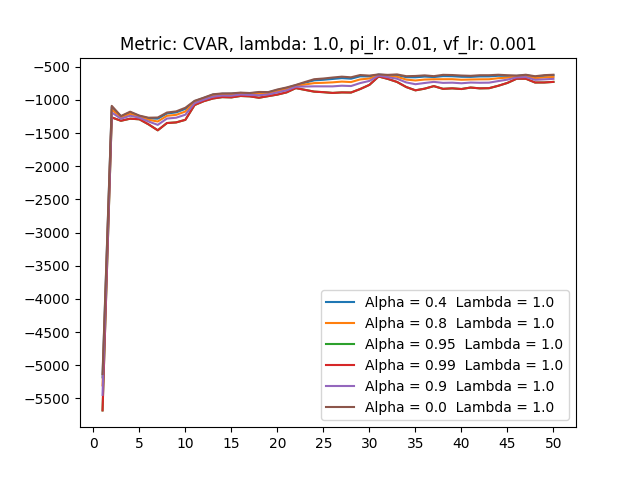 Metric: CVAR, lambda: 1.0, pi_lr: 0.01, vf_lr: 0.001
−500
−1000
−1500
−2000
−2500
−3000
−3500
−4000
−4500
−5000
−5500
Alpha = 0.4  Lambda = 1.0
Alpha = 0.8  Lambda = 1.0
Alpha = 0.95  Lambda = 1.0
Alpha = 0.99  Lambda = 1.0
Alpha = 0.9  Lambda = 1.0
Alpha = 0.0  Lambda = 1.0
0 5 10 15 20 25 30 35 40 45 50